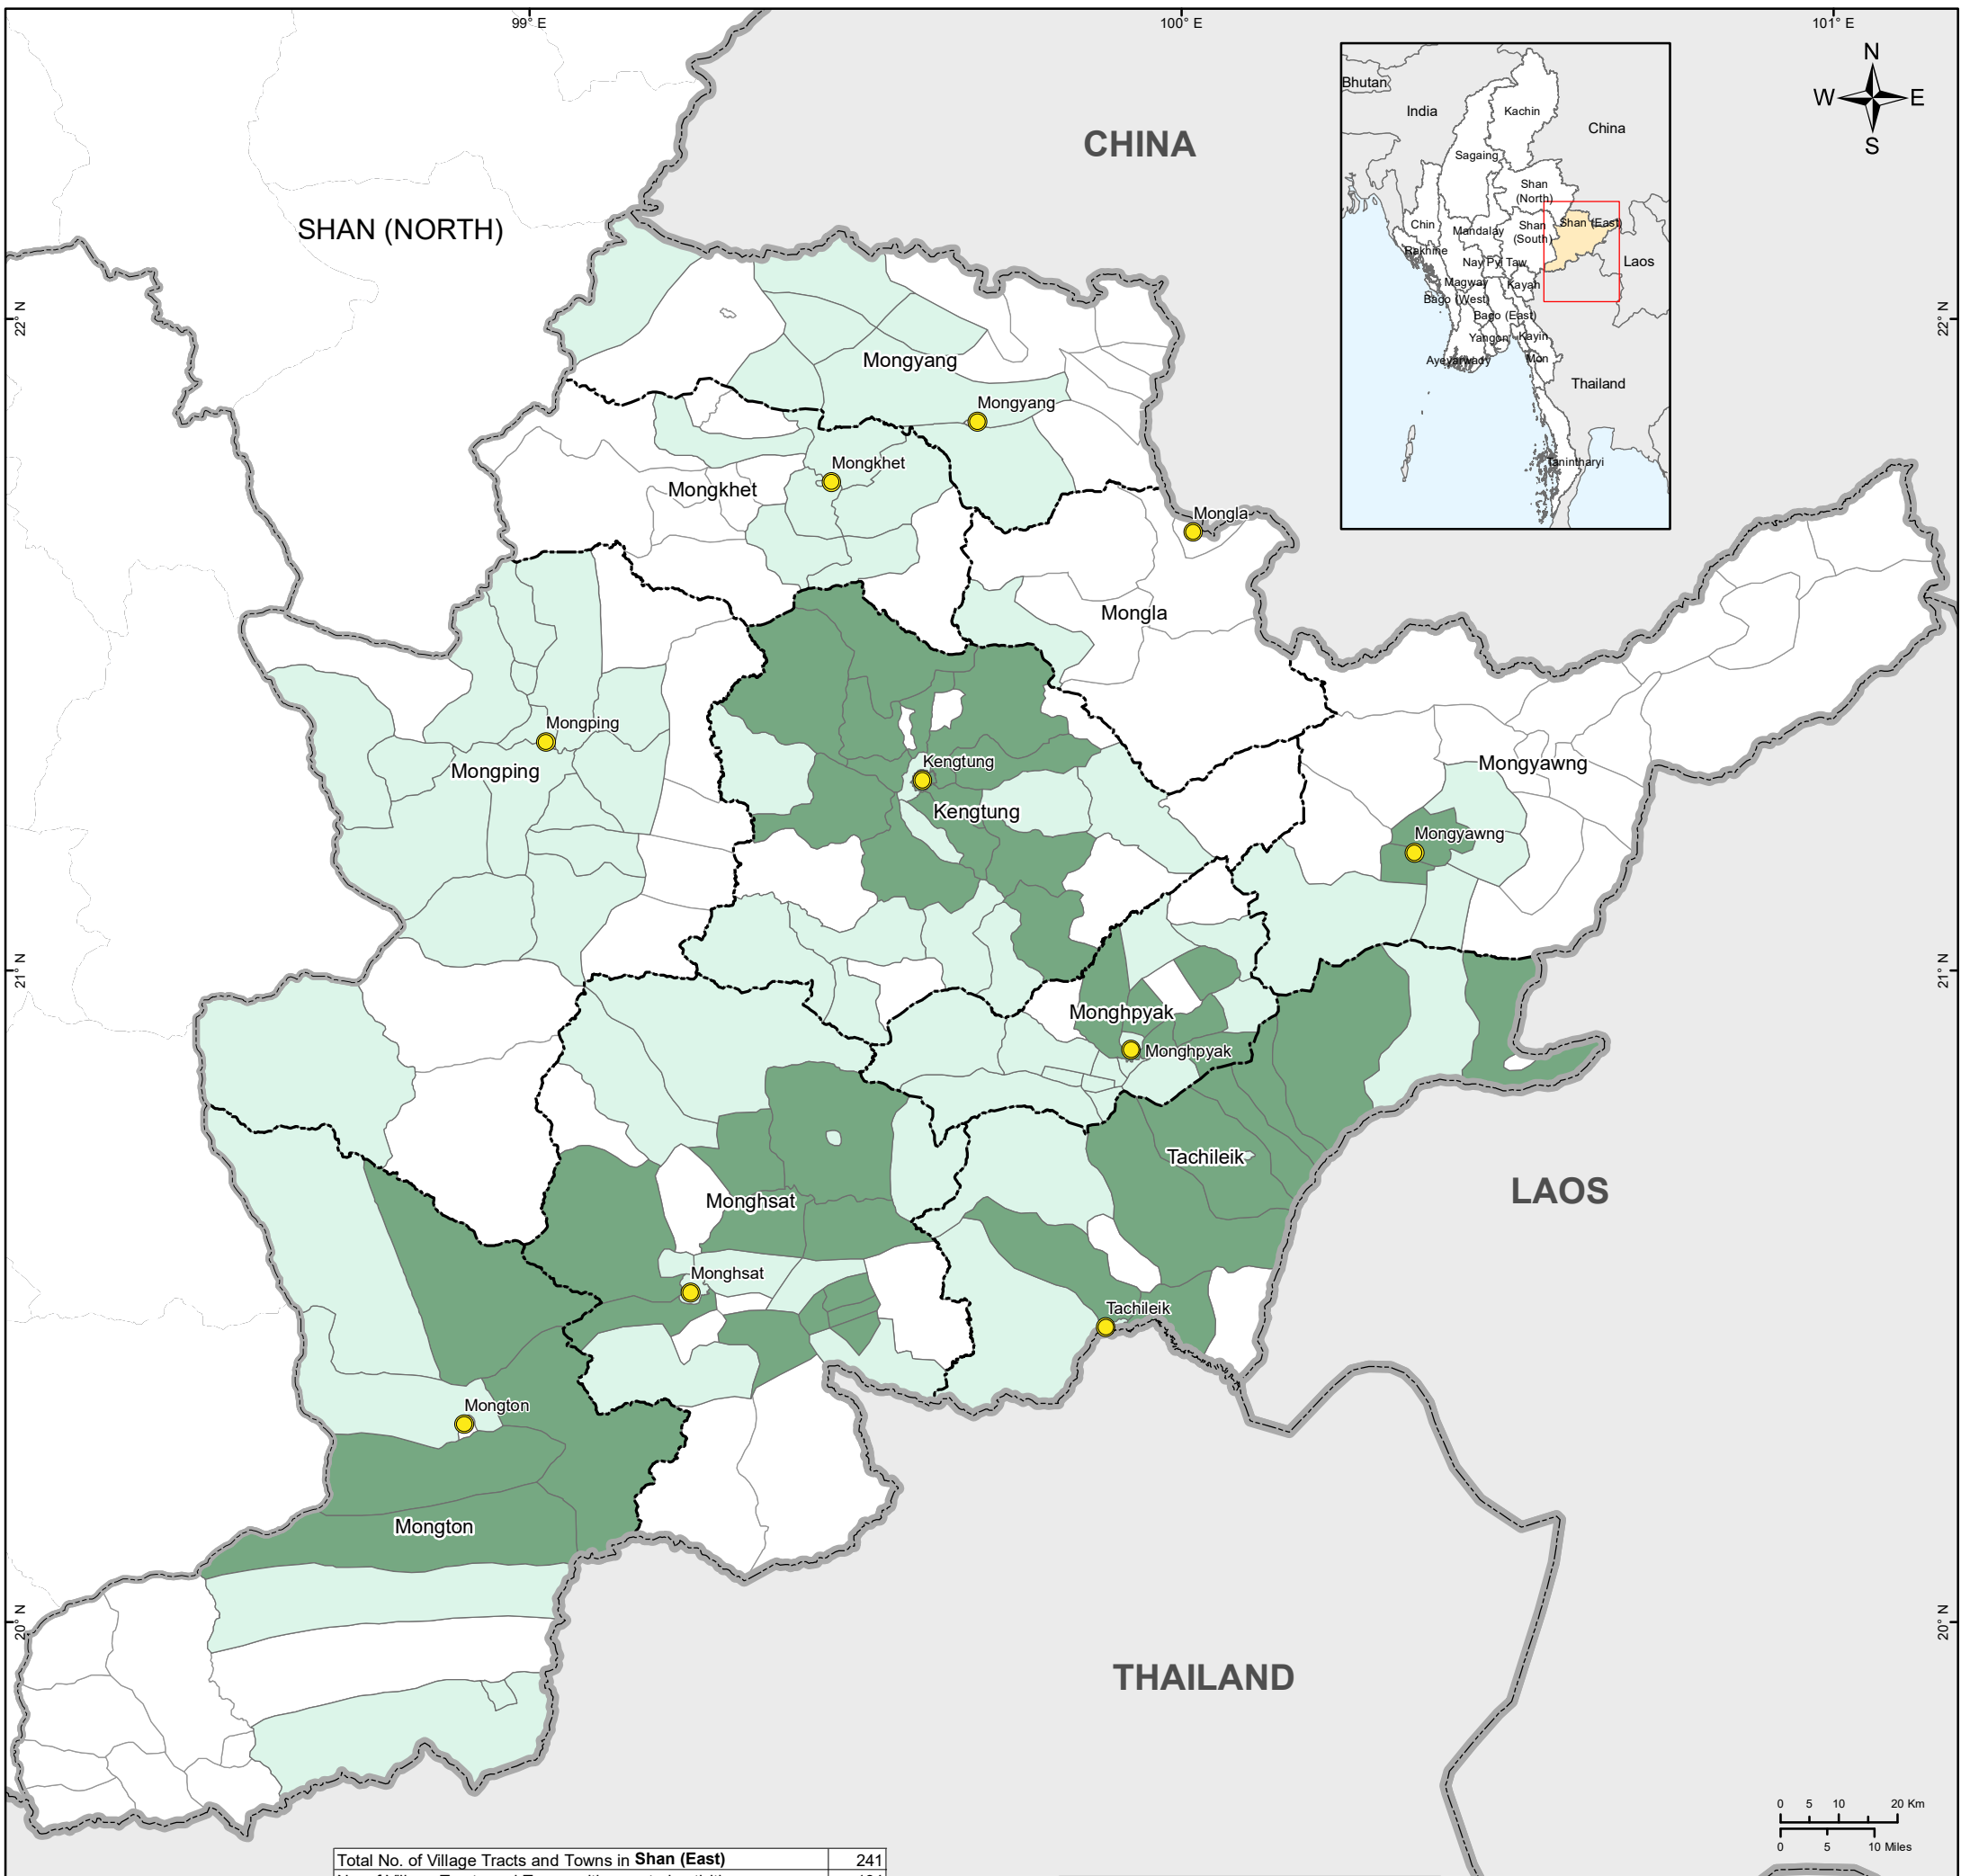 99° E
100° E
101° E
22° N
22° N
21° N
21° N
20° N
20° N
N
W
E
S
CHINA
SHAN (NORTH)
LAOS
THAILAND
Bhutan
India
Kachin
China
Sagaing
Shan
(North)
Chin
Mandalay
Shan
(South)
Shan (East)
Rakhine
Nay Pyi Taw
Laos
Magway
Kayah
Bago (West)
Bago (East)
Yangon
Kayin
Ayeyarwady
Mon
Thailand
Tanintharyi
Mongyang
Mongyang
Mongkhet
Mongkhet
Mongla
Mongla
Mongping
Mongping
Kengtung
Kengtung
Mongyawng
Mongyawng
Monghpyak
Monghpyak
Tachileik
Monghsat
Monghsat
Tachileik
Mongton
Mongton
0 5 10 20 Km
0 5 10 Miles
Total No. of Village Tracts and Towns in Shan (East) 241